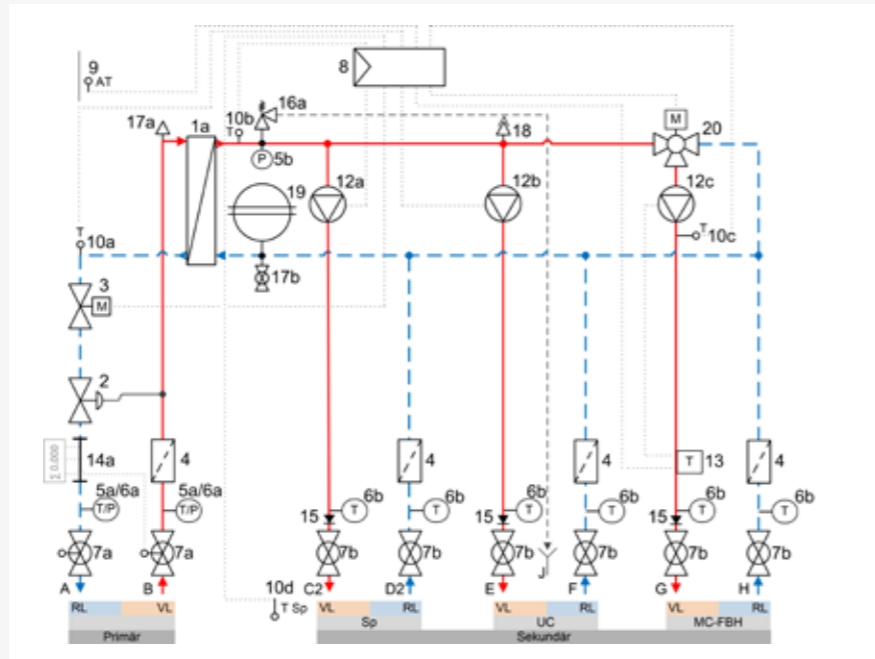 9
AT
8
M
17a
1a
10b
T
16a
18
20
P
5b
12a
12b
12c
19
T
10a
T
10c
17b
3
M
2
Σ 0.000
14a
4
4
4
T
13
4
5a/6a
5a/6a
T/P
T/P
6b
T
6b
T
6b
T
6b
T
6b
T
6b
T
15
15
15
7a
7a
7b
7b
7b
7b
7b
7b
J
A
B
10d
T Sp
C2
D2
E
F
G
H
RL
VL
VL
RL
VL
RL
VL
RL
Sp
UC
MC-FBH
Primär
Sekundär